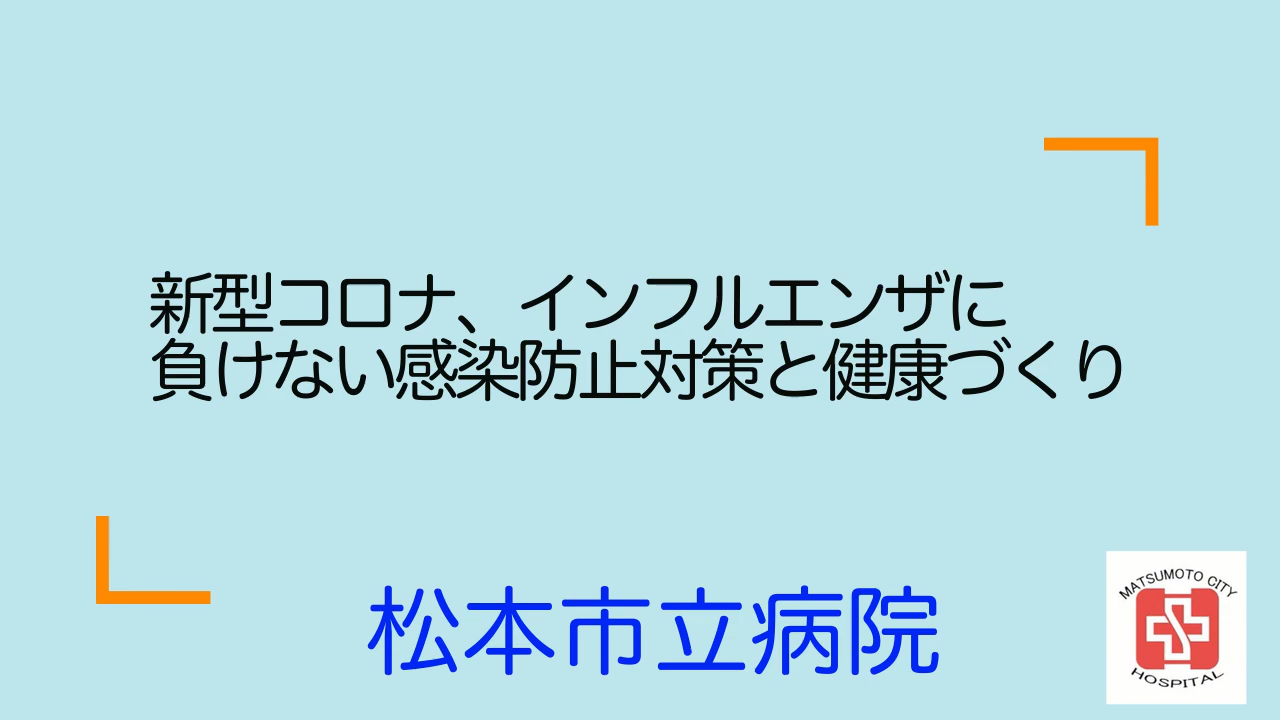 新型コロナ、インフルエンザに
負けない感染防止対策と健康づくり
松本市立病院
MATSUMOTO CITY
HOSPITAL